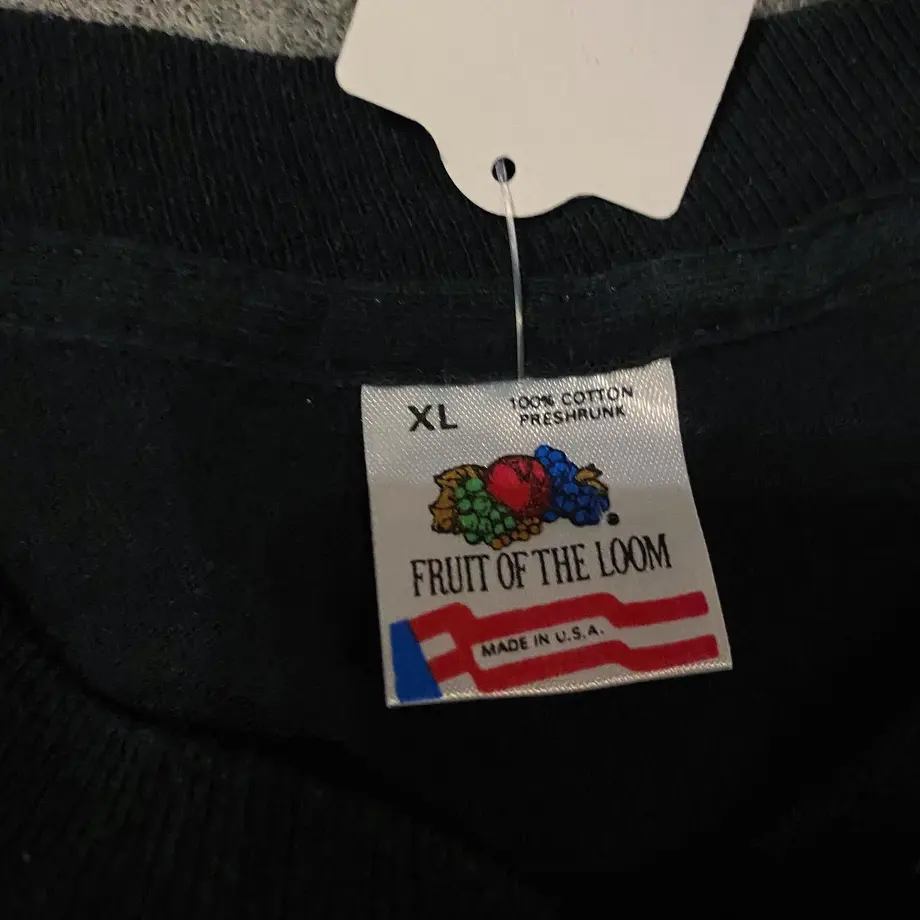 XL
100% COTTON
PRESHRUNK
FRUIT OF THE LOOM
MADE IN U.S.A.